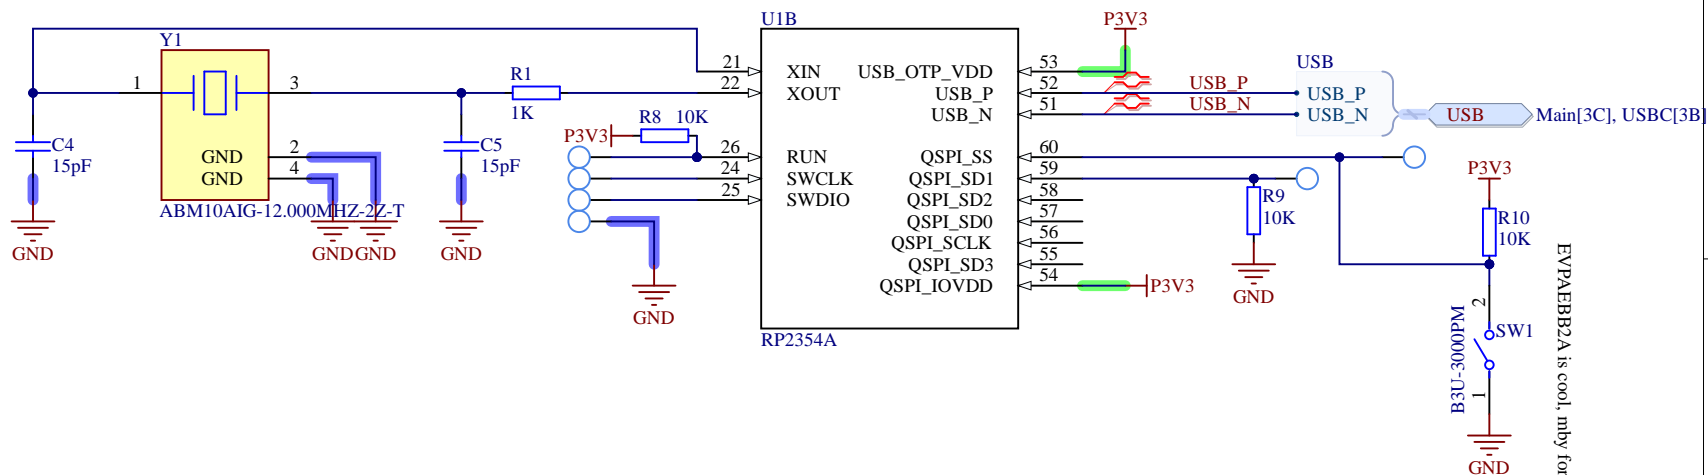 U1B
P3V3
Y1
USB
1
3
R1
1K
21
22
XIN
XOUT
USB_OTP_VDD
USB_P
USB_N
53
52
51
USB_P
USB_N
USB_P
USB_N
USB
Main[3C], USBC[3B]
C4
15pF
GND
GND
2
4
C5
15pF
P3V3
R8 10K
26
24
25
RUN
SWCLK
SWDIO
QSPI_SS
QSPI_SD1
QSPI_SD2
QSPI_SD0
QSPI_SCLK
QSPI_SD3
QSPI_IOVDD
60
59
58
57
56
55
54
P3V3
R9
10K
P3V3
R10
10K
ABM10AIG-12.000MHZ-2Z-T
GND
GND
GND
GND
GND
GND
RP2354A
2
SW1
B3U-3000PM
1
GND
EVPAEBB2A is cool, mby for